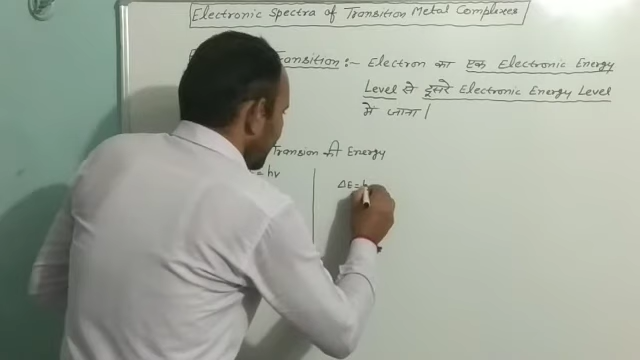 Electronic Spectra of Transition Metal Complexes
Transition :- Electron का एक Electronic Energy
Level से दूसरे Electronic Energy Level
में जाना |
Transion की Energy
= hν
ΔE = h